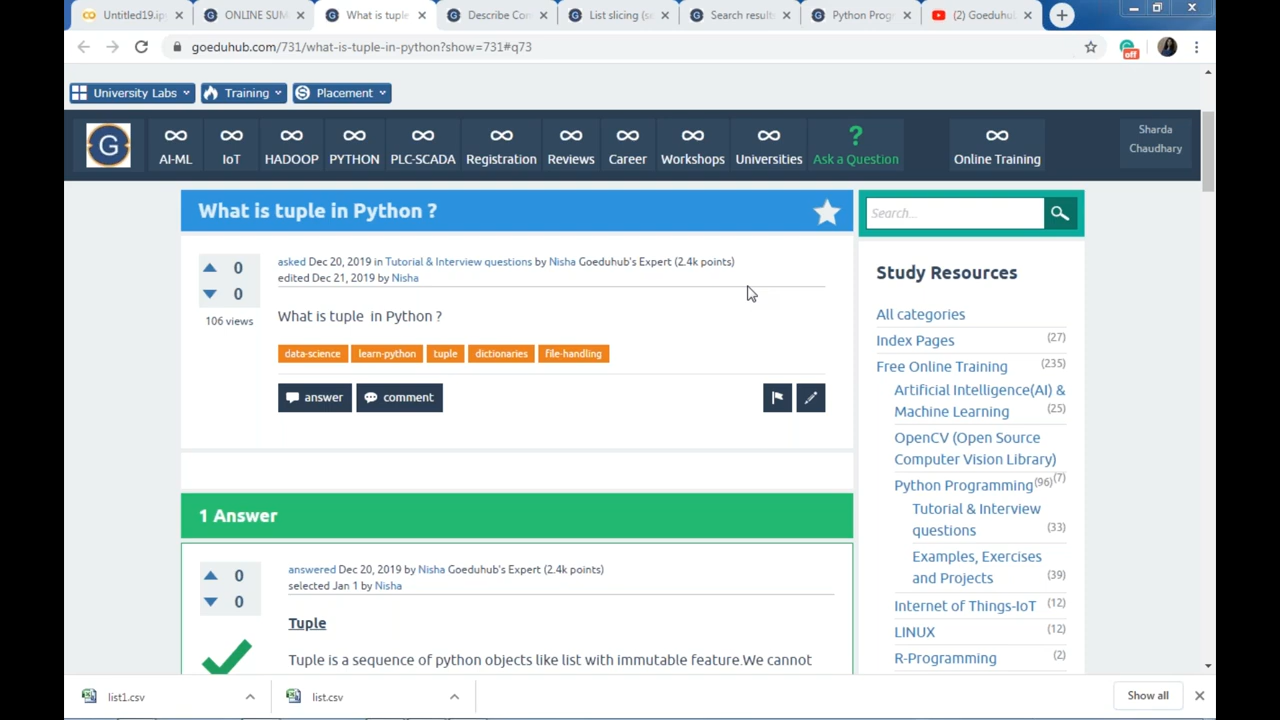 Untitled19.ip
ONLINE SUM
What is tuple
Describe Con
List slicing (so
Search result
Python Prog
(2) Goeduhul
goeduhub.com/731/what-is-tuple-in-python?show=731#q73
off
University Labs
Training
Placement
G
AI-ML
IoT
HADOOP
PYTHON
PLC-SCADA
Registration
Reviews
Career
Workshops
Universities
?
Ask a Question
Online Training
Sharda
Chaudhary
What is tuple in Python ?
Search...
0
0
106 views
asked Dec 20, 2019 in Tutorial & Interview questions by Nisha Goeduhub's Expert (2.4k points)
edited Dec 21, 2019 by Nisha
What is tuple in Python ?
data-science learn-python tuple dictionaries file-handling
answer comment
1 Answer
0
0
answered Dec 20, 2019 by Nisha Goeduhub's Expert (2.4k points)
selected Jan 1 by Nisha
Tuple
Tuple is a sequence of python objects like list with immutable feature.We cannot
Study Resources
All categories
Index Pages (27)
Free Online Training (235)
Artificial Intelligence(AI) &
Machine Learning (25)
OpenCV (Open Source
Computer Vision Library) (7)
Python Programming (96)
Tutorial & Interview
questions (33)
Examples, Exercises
and Projects (39)
Internet of Things-IoT (12)
LINUX (12)
R-Programming (2)
list1.csv
list.csv
Show all